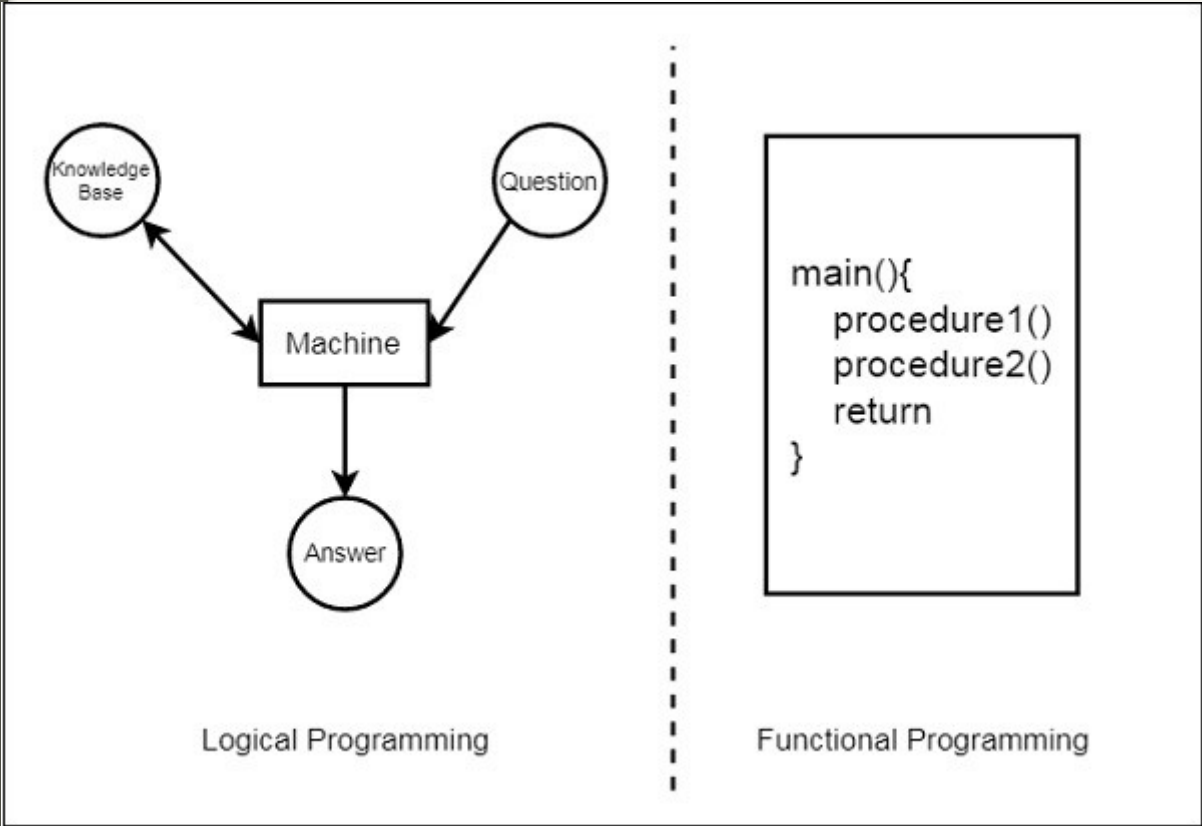 Knowledge
Base
Question
Machine
Answer
Logical Programming
main(){
procedure1()
procedure2()
return
}
Functional Programming